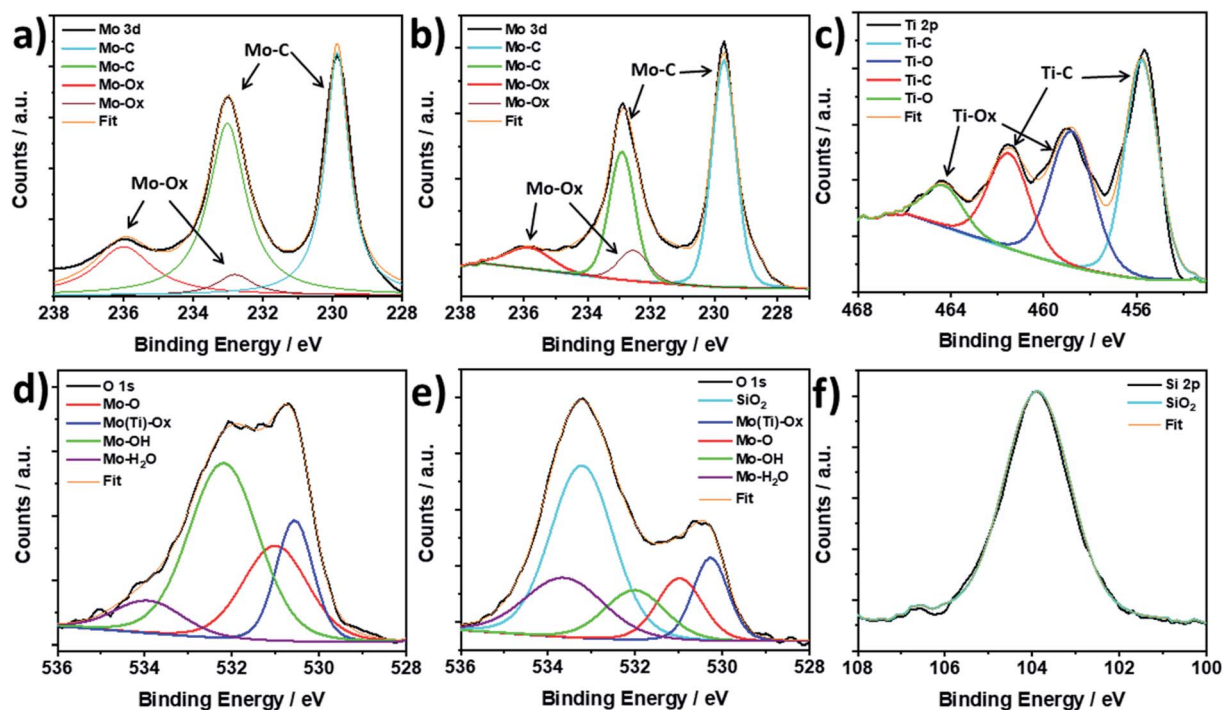 a)
Mo 3d
Mo-C
Mo-C
Mo-Ox
Mo-Ox
Fit
Mo-C
Mo-Ox
Counts / a.u.
238 236 234 232 230 228
Binding Energy / eV
b)
Mo 3d
Mo-C
Mo-C
Mo-Ox
Mo-Ox
Fit
Mo-C
Mo-Ox
Counts / a.u.
238 236 234 232 230 228
Binding Energy / eV
c)
Ti 2p
Ti-C
Ti-O
Ti-C
Ti-O
Fit
Ti-C
Ti-Ox
Counts / a.u.
468 464 460 456
Binding Energy / eV
d)
O 1s
Mo-O
Mo(Ti)-Ox
Mo-OH
Mo-H₂O
Fit
Counts / a.u.
536 534 532 530 528
Binding Energy / eV
e)
O 1s
SiO₂
Mo(Ti)-Ox
Mo-O
Mo-OH
Mo-H₂O
Fit
Counts / a.u.
536 534 532 530 528
Binding Energy / eV
f)
Si 2p
SiO₂
Fit
Counts / a.u.
108 106 104 102 100
Binding Energy / eV